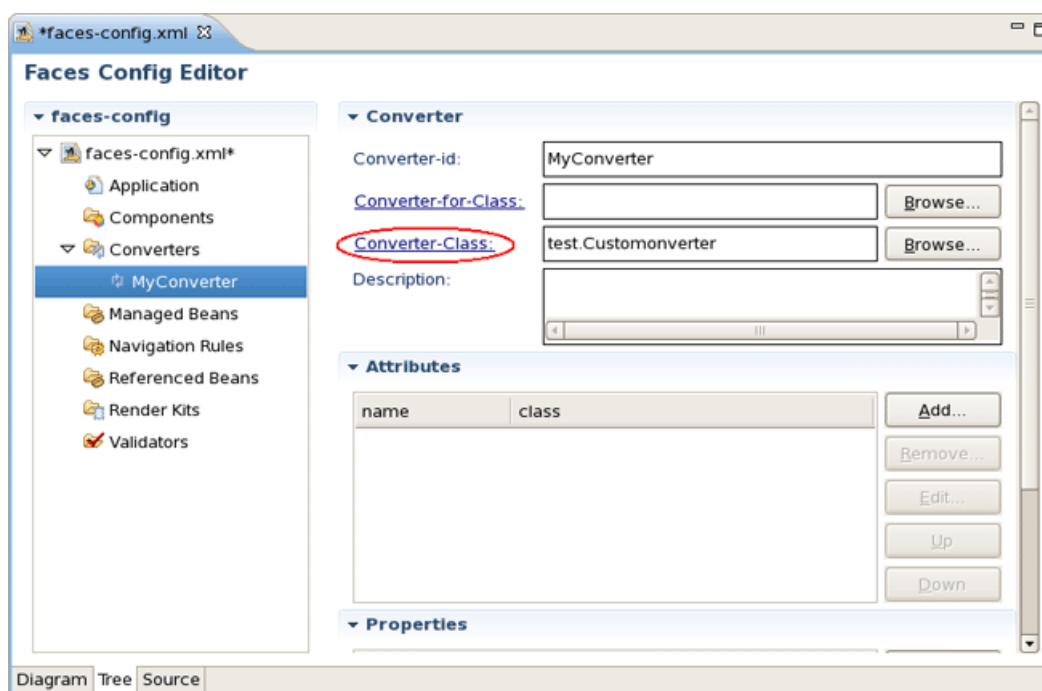 *faces-config.xml
Faces Config Editor
faces-config
faces-config.xml*
Application
Components
Converters
MyConverter
Managed Beans
Navigation Rules
Referenced Beans
Render Kits
Validators
Converter
Converter-id: MyConverter
Converter-for-Class: Browse...
Converter-Class: test.Customonverter Browse...
Description:
Attributes
name class Add...
Remove...
Edit...
Up
Down
Properties
Diagram Tree Source